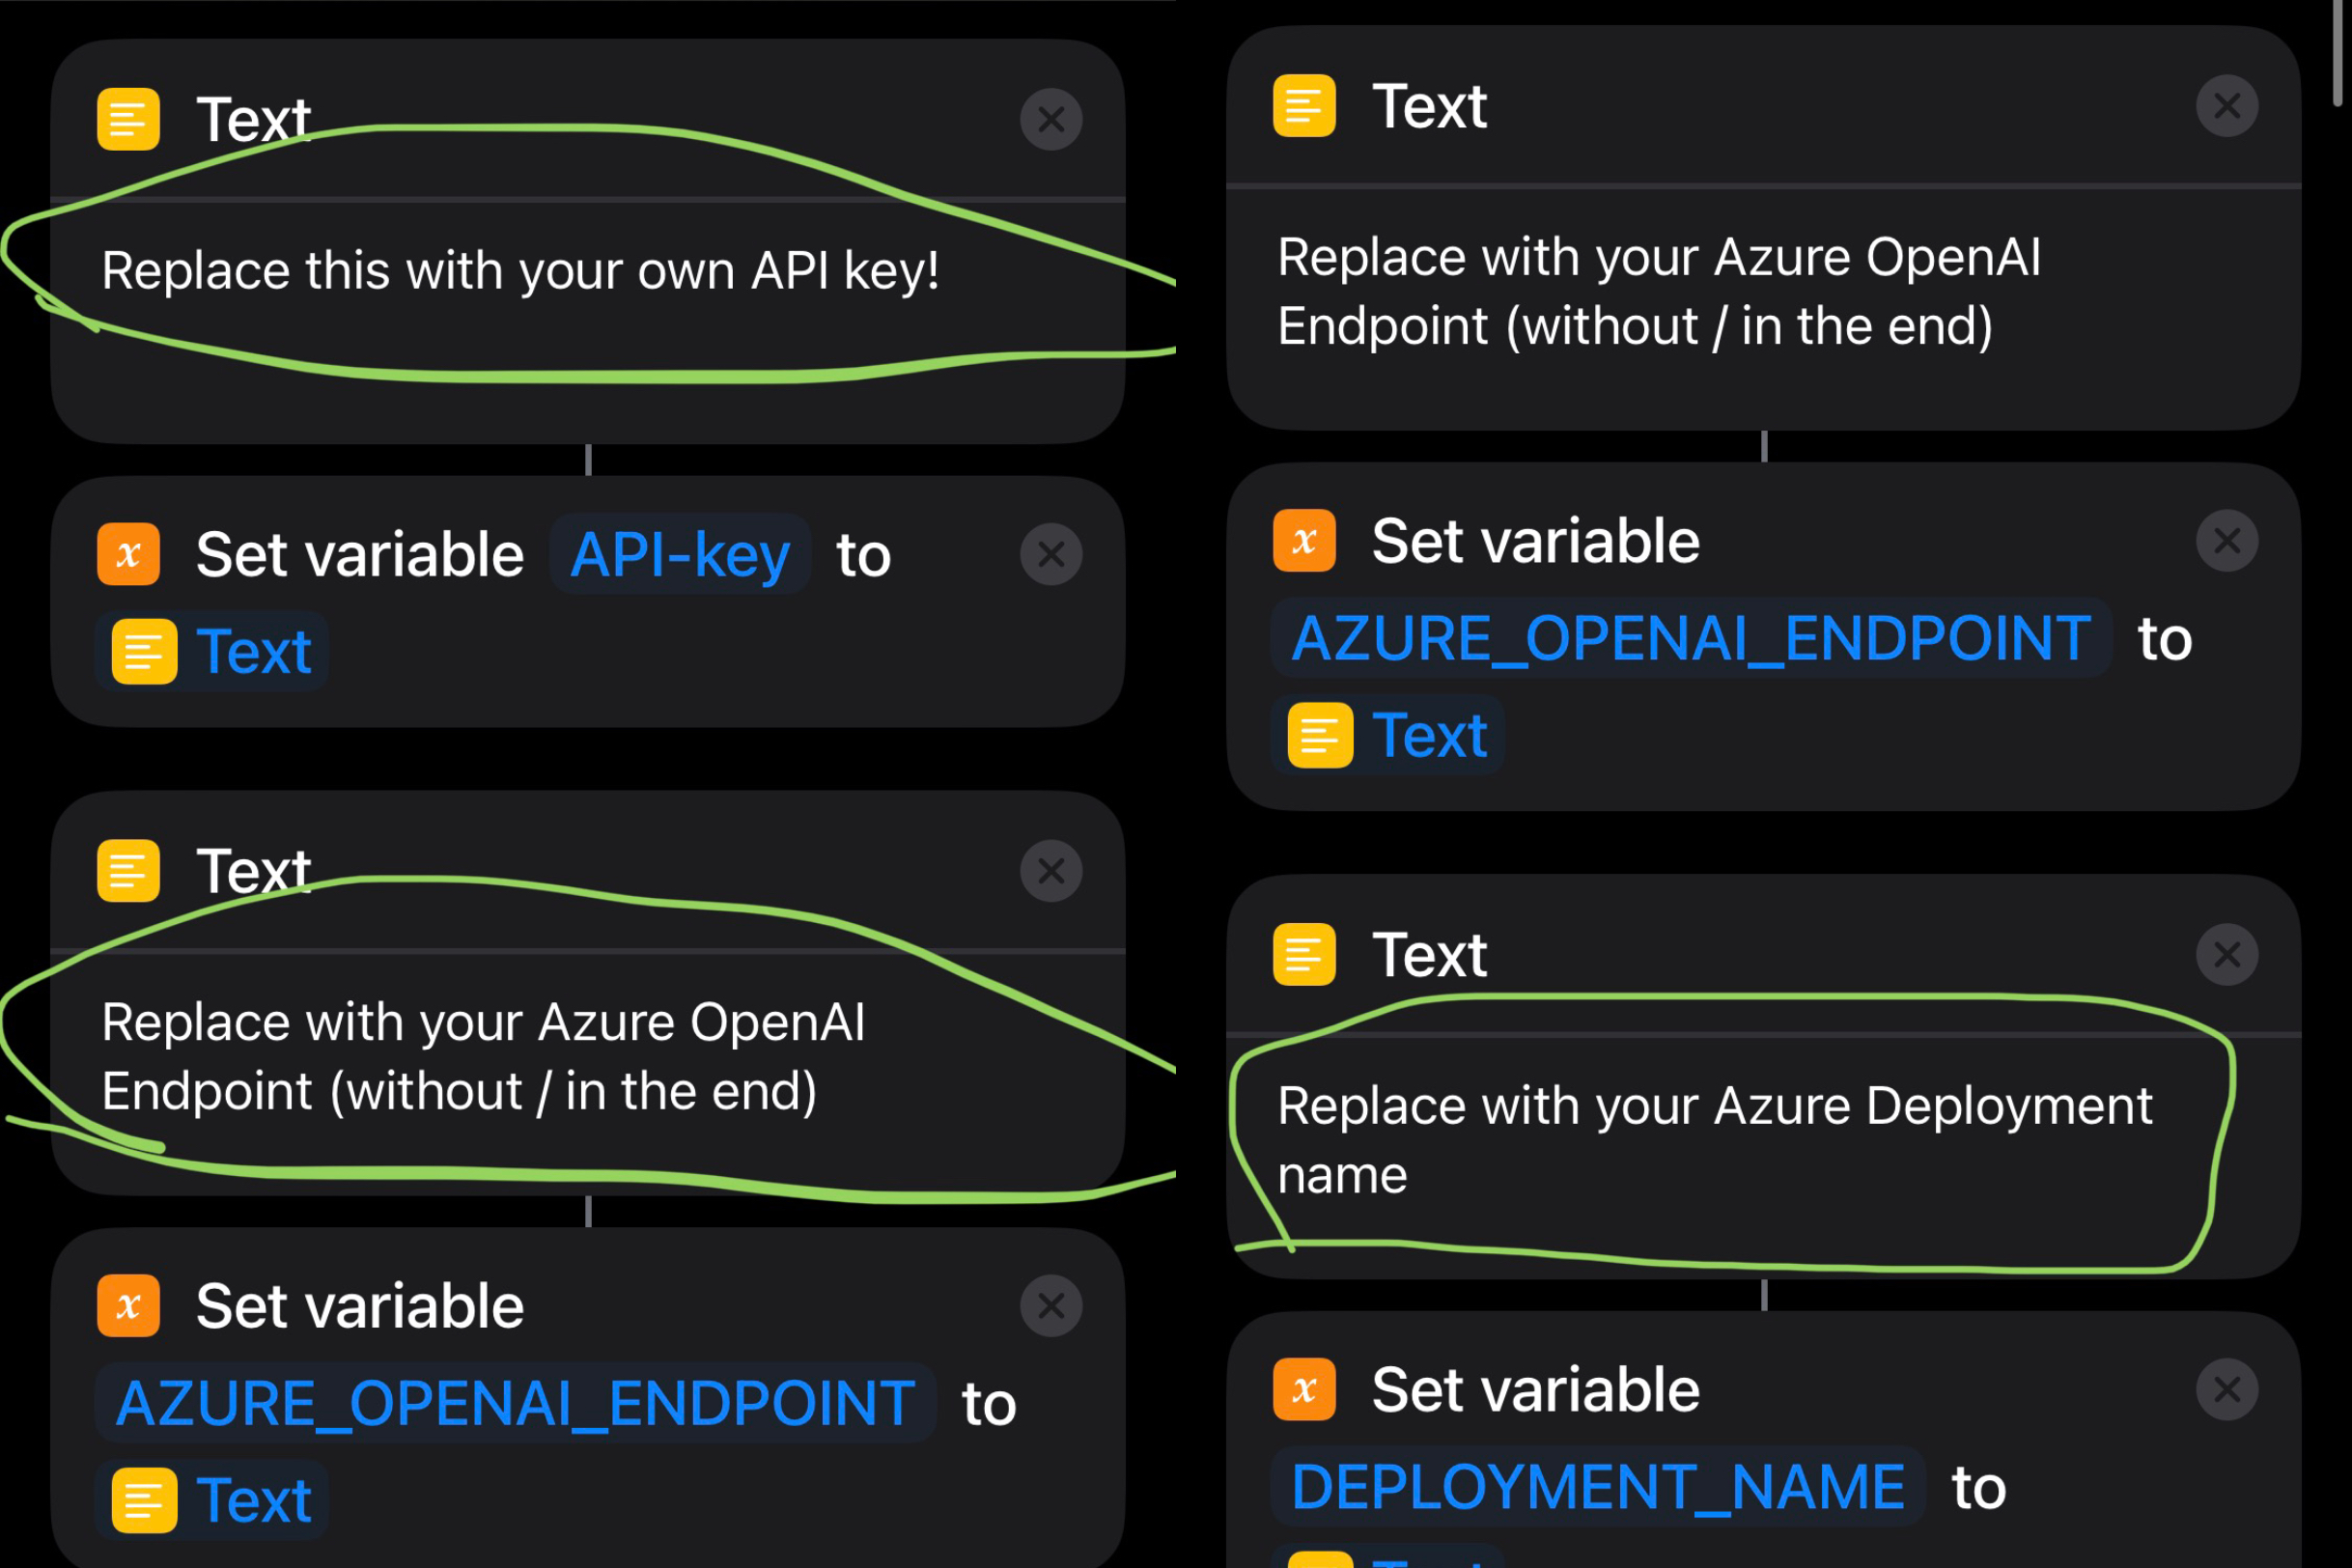 Text
Replace this with your own API key!
Set variable API-key to
Text
Text
Replace with your Azure OpenAI
Endpoint (without / in the end)
Set variable
AZURE_OPENAI_ENDPOINT to
Text
Text
Replace with your Azure OpenAI
Endpoint (without / in the end)
Set variable
AZURE_OPENAI_ENDPOINT to
Text
Text
Replace with your Azure Deployment
name
Set variable
DEPLOYMENT_NAME to